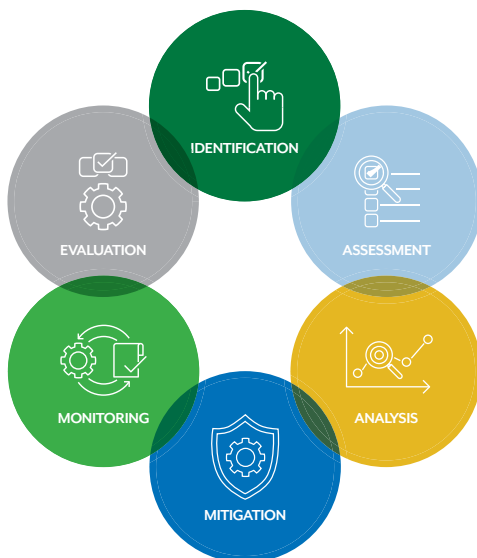 IDENTIFICATION
ASSESSMENT
ANALYSIS
MITIGATION
MONITORING
EVALUATION